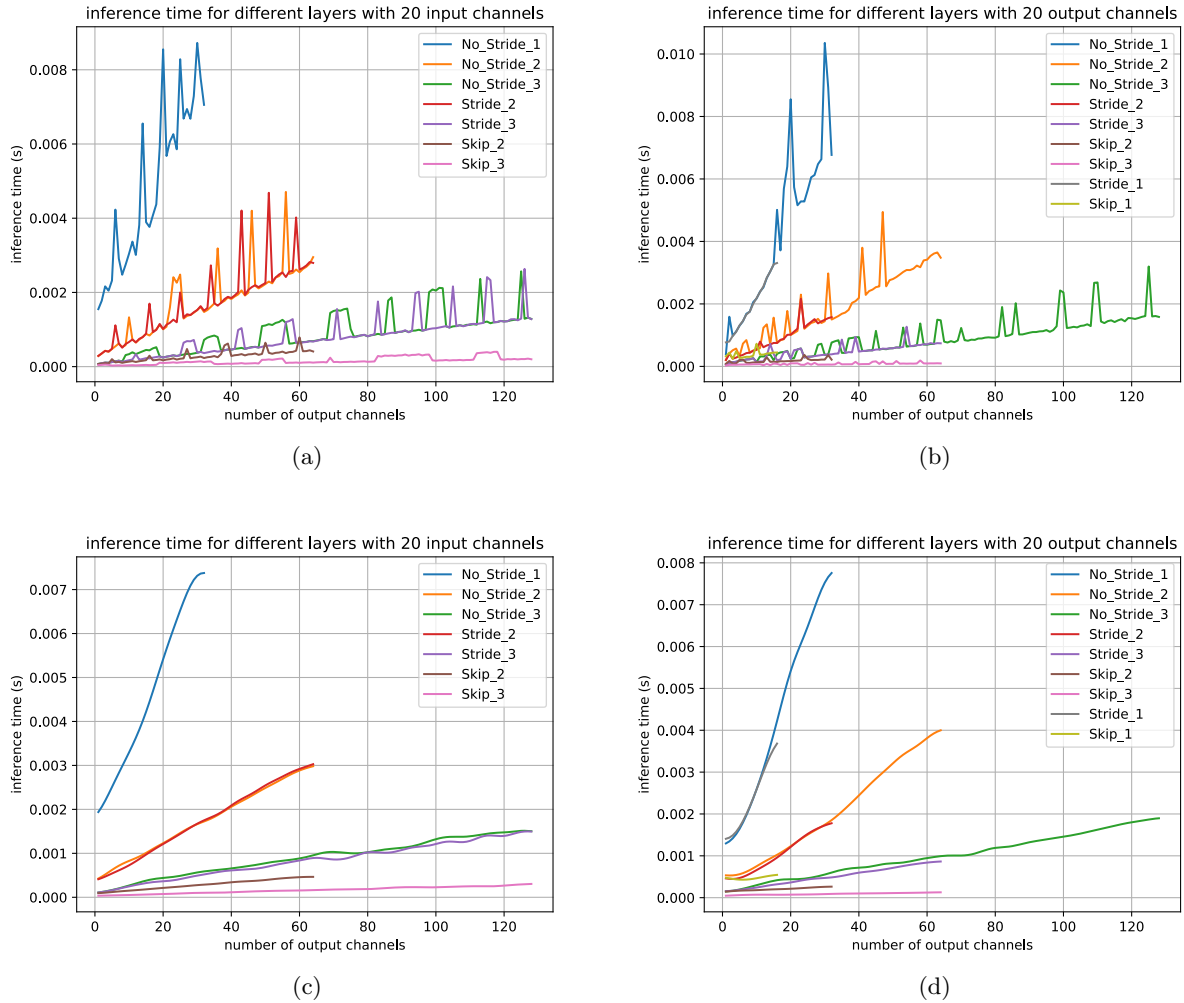 inference time for different layers with 20 input channels
inference time (s)
0.008
0.006
0.004
0.002
0.000
No_Stride_1
No_Stride_2
No_Stride_3
Stride_2
Stride_3
Skip_2
Skip_3
0 20 40 60 80 100 120
number of output channels
(a)
inference time for different layers with 20 output channels
inference time (s)
0.010
0.008
0.006
0.004
0.002
0.000
No_Stride_1
No_Stride_2
No_Stride_3
Stride_2
Stride_3
Skip_2
Skip_3
Stride_1
Skip_1
0 20 40 60 80 100 120
number of output channels
(b)
inference time for different layers with 20 input channels
inference time (s)
0.007
0.006
0.005
0.004
0.003
0.002
0.001
0.000
No_Stride_1
No_Stride_2
No_Stride_3
Stride_2
Stride_3
Skip_2
Skip_3
0 20 40 60 80 100 120
number of output channels
(c)
inference time for different layers with 20 output channels
inference time (s)
0.008
0.007
0.006
0.005
0.004
0.003
0.002
0.001
0.000
No_Stride_1
No_Stride_2
No_Stride_3
Stride_2
Stride_3
Skip_2
Skip_3
Stride_1
Skip_1
0 20 40 60 80 100 120
number of output channels
(d)